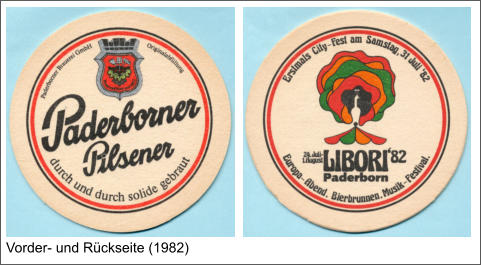 Paderborner Brauerei GmbH
Originalabfüllung
Paderborner
Pilsener
durch und durch solide gebraut
Erstmals City-Fest am Samstag, 31. Juli '82
24. Juli-
1. August
LIBORI '82
Paderborn
Europa-Abend. Bierbrunnen. Musik-Festival.
Vorder- und Rückseite (1982)